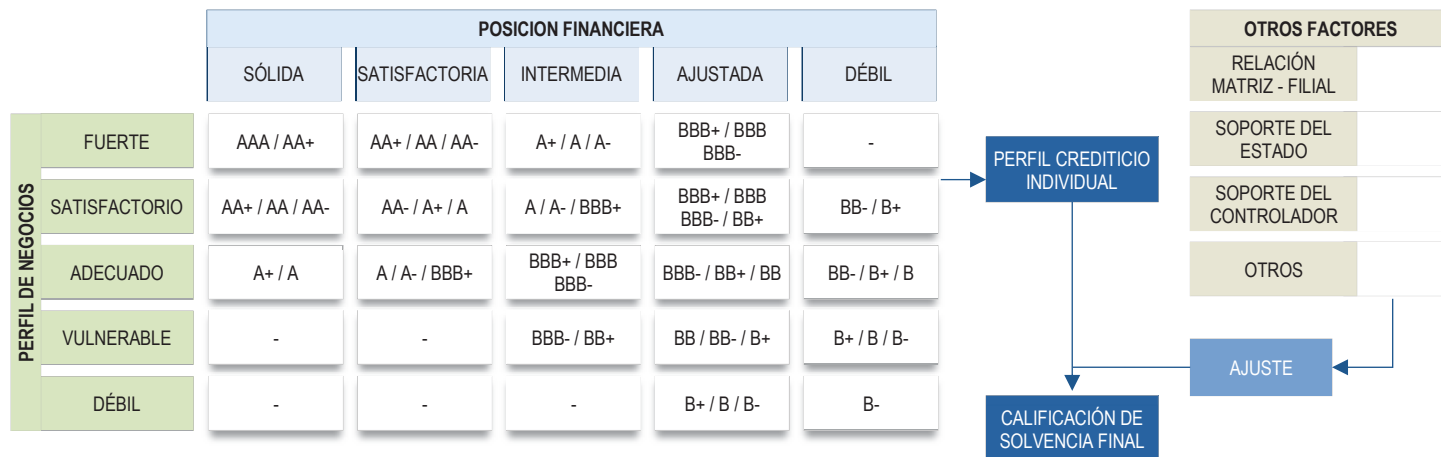 POSICION FINANCIERA
SÓLIDA
SATISFACTORIA
INTERMEDIA
AJUSTADA
DÉBIL
PERFIL DE NEGOCIOS
FUERTE
AAA / AA+
AA+ / AA / AA-
A+ / A / A-
BBB+ / BBB
BBB-
-
SATISFACTORIO
AA+ / AA / AA-
AA- / A+ / A
A / A- / BBB+
BBB+ / BBB
BBB- / BB+
BB- / B+
ADECUADO
A+ / A
A / A- / BBB+
BBB+ / BBB
BBB-
BBB- / BB+ / BB
BB- / B+ / B
VULNERABLE
-
-
BBB- / BB+
BB / BB- / B+
B+ / B / B-
DÉBIL
-
-
-
B+ / B / B-
B-
PERFIL CREDITICIO
INDIVIDUAL
CALIFICACIÓN DE
SOLVENCIA FINAL
OTROS FACTORES
RELACIÓN
MATRIZ - FILIAL
SOPORTE DEL
ESTADO
SOPORTE DEL
CONTROLADOR
OTROS
AJUSTE